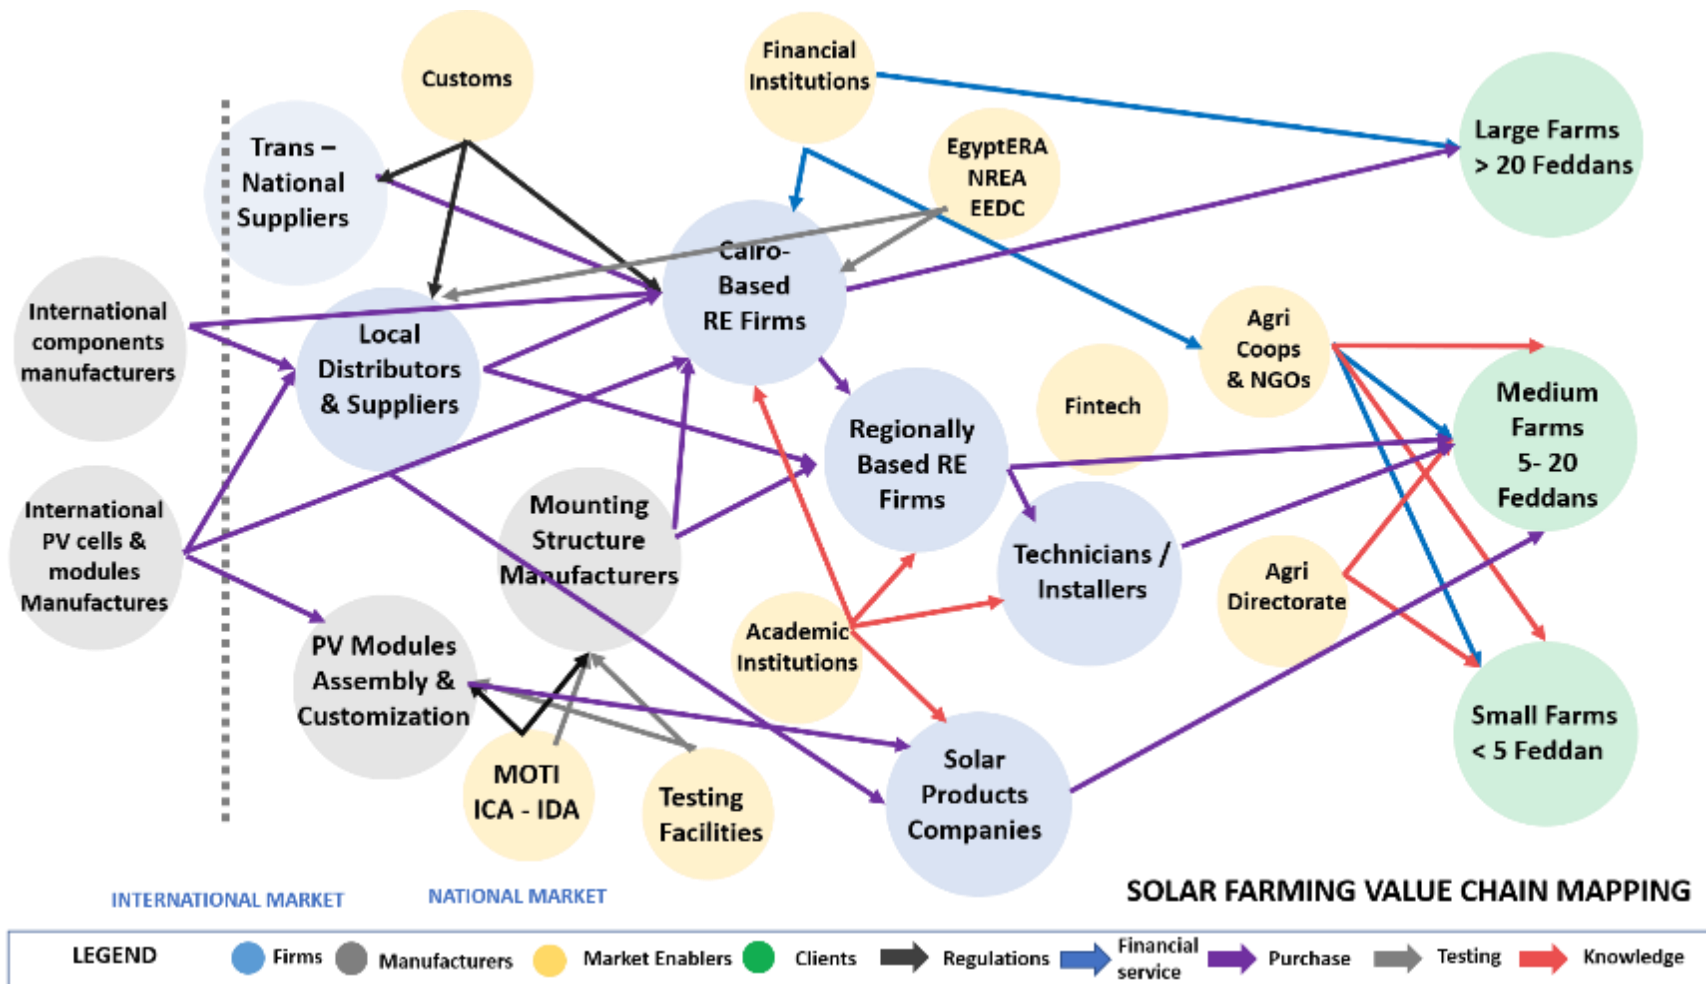 Customs
Financial
Institutions
EgyptERA
NREA
EEDC
Large Farms
> 20 Feddans
Trans –
National
Suppliers
Cairo-
Based
RE Firms
International
components
manufacturers
Local
Distributors
& Suppliers
Agri
Coops
& NGOs
Fintech
Medium
Farms
5- 20
Feddans
Regionally
Based RE
Firms
International
PV cells &
modules
Manufactures
Mounting
Structure
Manufacturers
Technicians /
Installers
Agri
Directorate
Academic
Institutions
PV Modules
Assembly &
Customization
Small Farms
< 5 Feddan
MOTI
ICA - IDA
Testing
Facilities
Solar
Products
Companies
INTERNATIONAL MARKET
NATIONAL MARKET
SOLAR FARMING VALUE CHAIN MAPPING
LEGEND
Firms
Manufacturers
Market Enablers
Clients
Regulations
Financial
service
Purchase
Testing
Knowledge